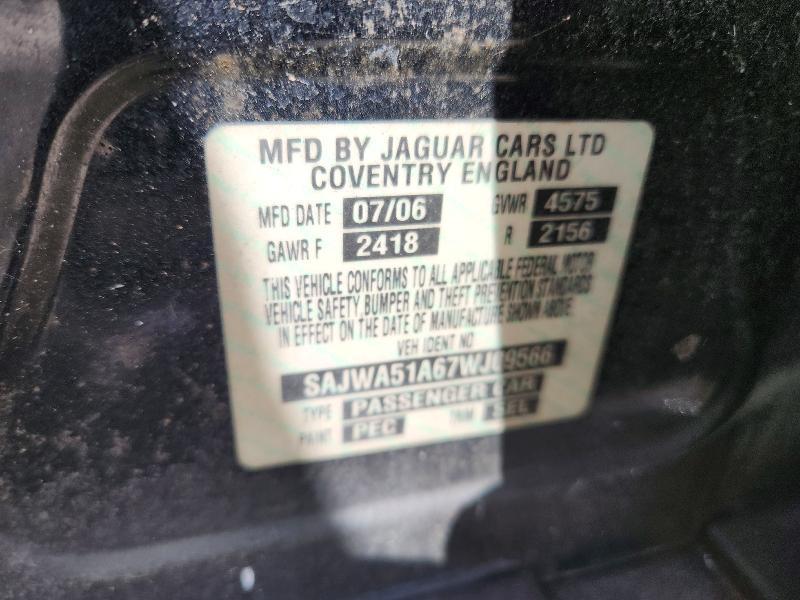 MFD BY JAGUAR CARS LTD
COVENTRY ENGLAND
MFD DATE 07/06 GVWR 4575
GAWR F 2418 R 2156
THIS VEHICLE CONFORMS TO ALL APPLICABLE FEDERAL MOTOR
VEHICLE SAFETY, BUMPER AND THEFT PREVENTION STANDARDS
IN EFFECT ON THE DATE OF MANUFACTURE SHOWN ABOVE.
VEH IDENT NO
SAJWA51A67WJ09566
TYPE PASSENGER CAR
PAINT PEC TRIM SEL